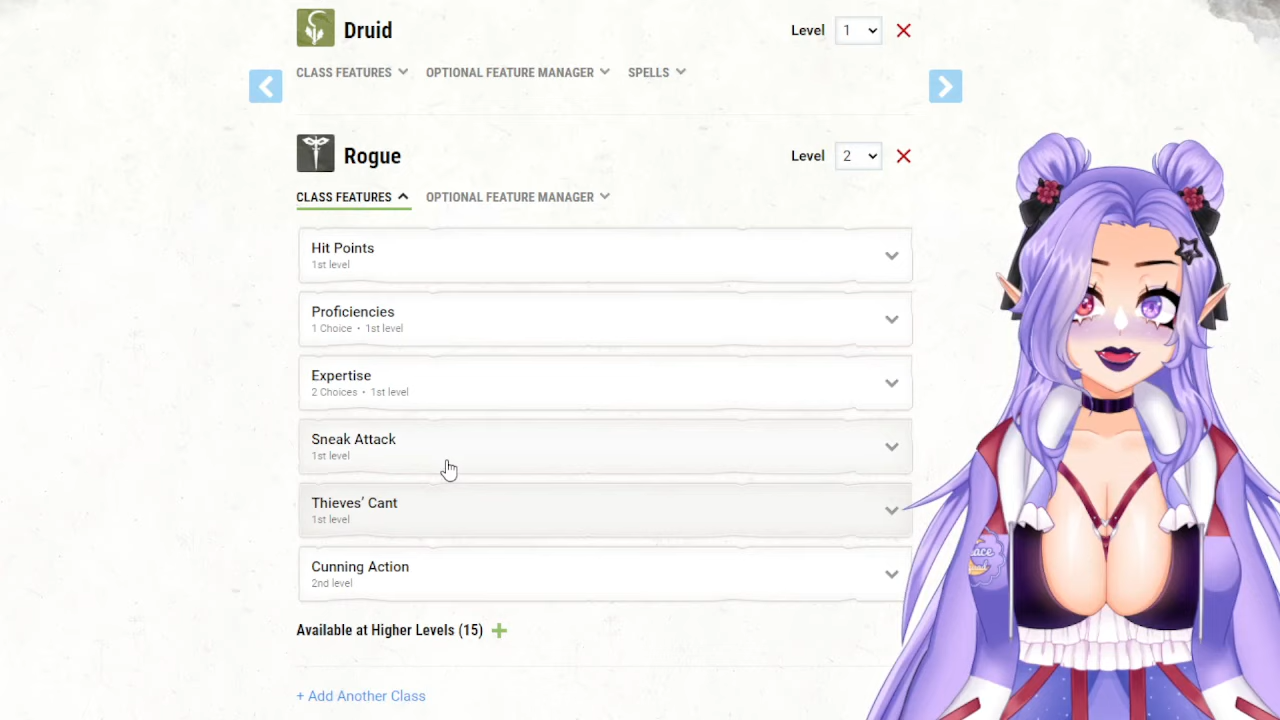 Druid
Level 1
CLASS FEATURES OPTIONAL FEATURE MANAGER SPELLS
Rogue
Level 2
CLASS FEATURES OPTIONAL FEATURE MANAGER
Hit Points
1st level
Proficiencies
1 Choice • 1st level
Expertise
2 Choices • 1st level
Sneak Attack
1st level
Thieves’ Cant
1st level
Cunning Action
2nd level
Available at Higher Levels (15)
+ Add Another Class